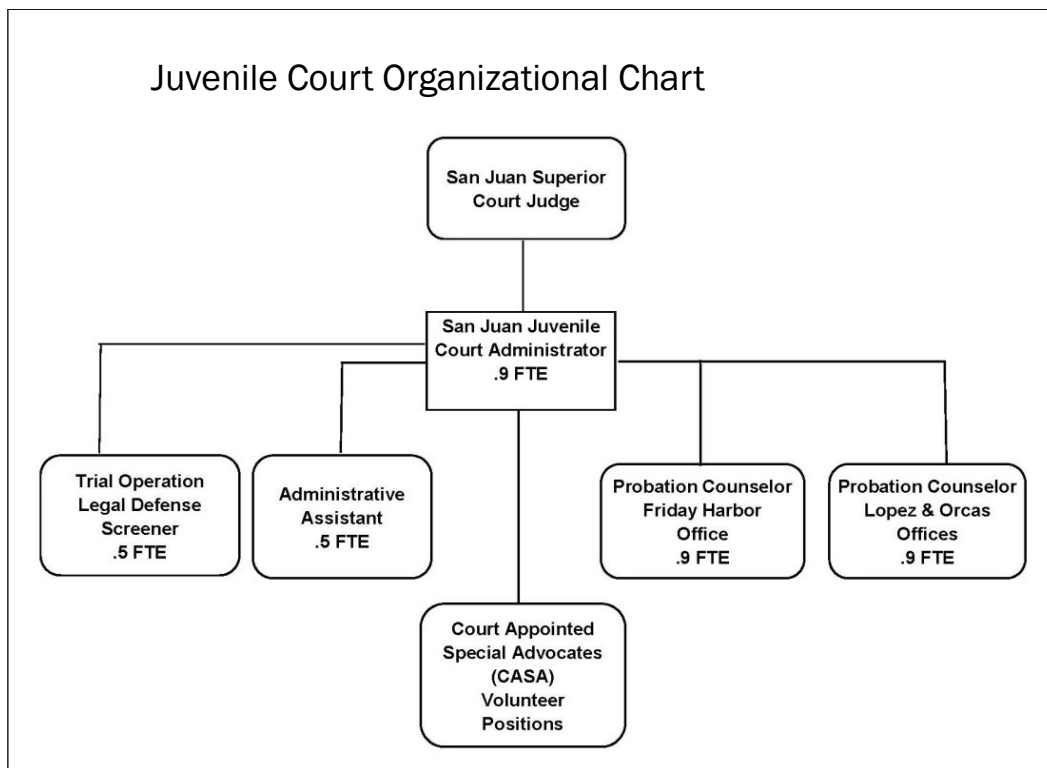 Juvenile Court Organizational Chart
San Juan Superior
Court Judge
San Juan Juvenile
Court Administrator
.9 FTE
Trial Operation
Legal Defense
Screener
.5 FTE
Administrative
Assistant
.5 FTE
Probation Counselor
Friday Harbor
Office
.9 FTE
Probation Counselor
Lopez & Orcas
Offices
.9 FTE
Court Appointed
Special Advocates
(CASA)
Volunteer
Positions